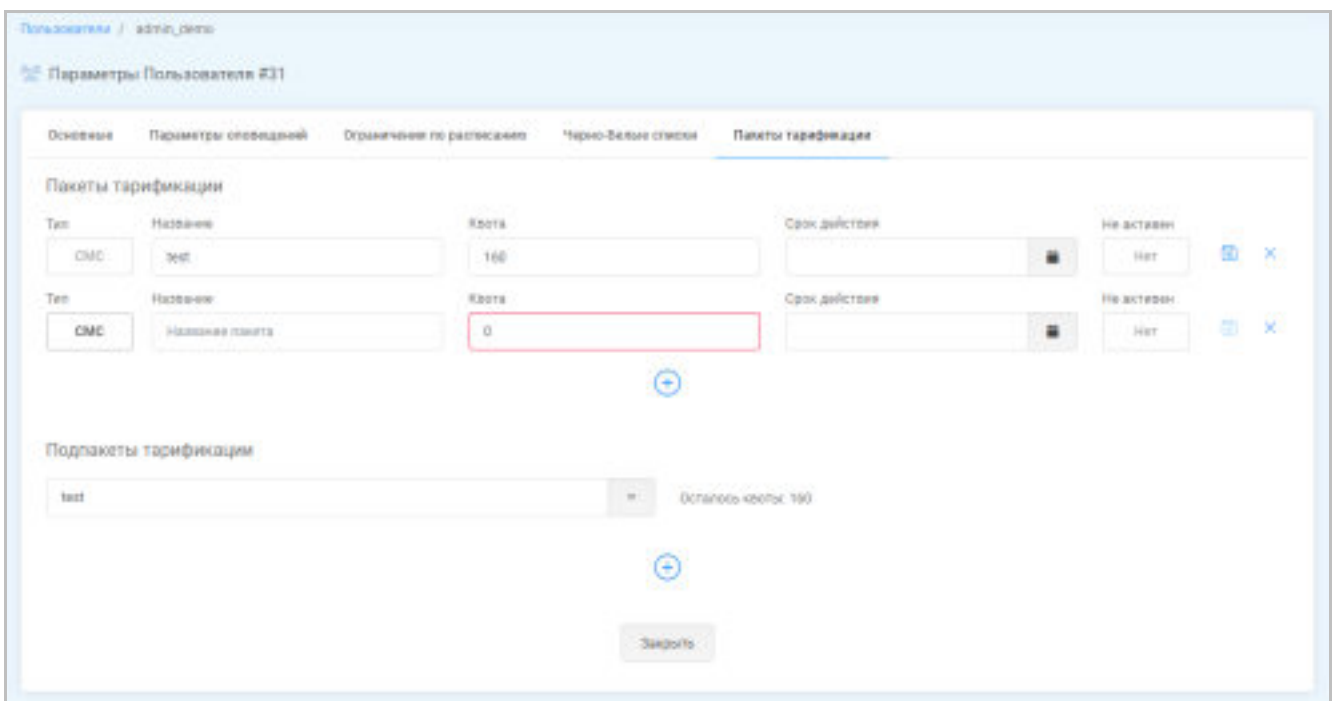 Пользователи / admin_demo
Параметры Пользователя #31
Основные Параметры оповещений Ограничения по расписанию Черно-Белые списки Пакеты тарификации
Пакеты тарификации
Тип Название Квота Срок действия Не активен
СМС test 160 Нет
Тип Название Квота Срок действия Не активен
СМС Название пакета 0 Нет
Подпакеты тарификации
test Осталось квоты: 160
Закрыть